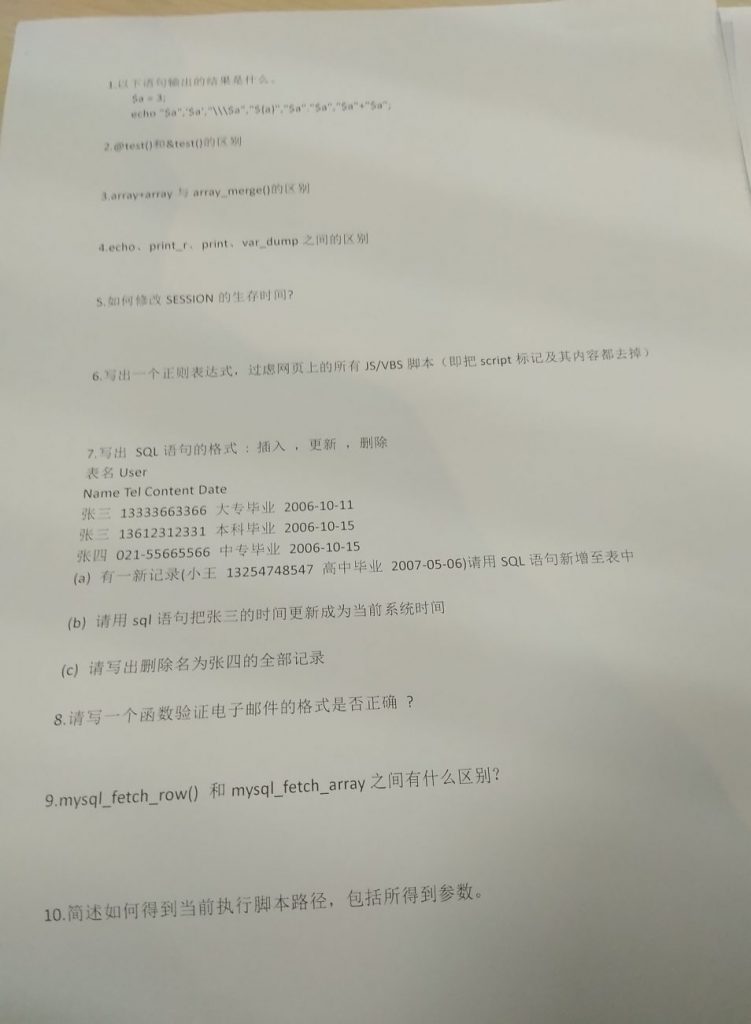 1.以下语句输出的结果是什么。
$a = 3;
echo "$a",'$a',"\\\$a","${a}","$a"."$a","$a"+"$a";
2.@test()和&test()的区别
3.array+array 与 array_merge()的区别
4.echo、print_r、print、var_dump 之间的区别
5.如何修改 SESSION 的生存时间?
6.写出一个正则表达式，过虑网页上的所有 JS/VBS 脚本（即把 script 标记及其内容都去掉）
7.写出 SQL 语句的格式 : 插入 ，更新 ，删除
表名 User
Name Tel Content Date
张三 13333663366 大专毕业 2006-10-11
张三 13612312331 本科毕业 2006-10-15
张四 021-55665566 中专毕业 2006-10-15
(a) 有一新记录(小王 13254748547 高中毕业 2007-05-06)请用 SQL 语句新增至表中
(b) 请用 sql 语句把张三的时间更新成为当前系统时间
(c) 请写出删除名为张四的全部记录
8.请写一个函数验证电子邮件的格式是否正确 ?
9.mysql_fetch_row() 和 mysql_fetch_array 之间有什么区别?
10.简述如何得到当前执行脚本路径，包括所得到参数。